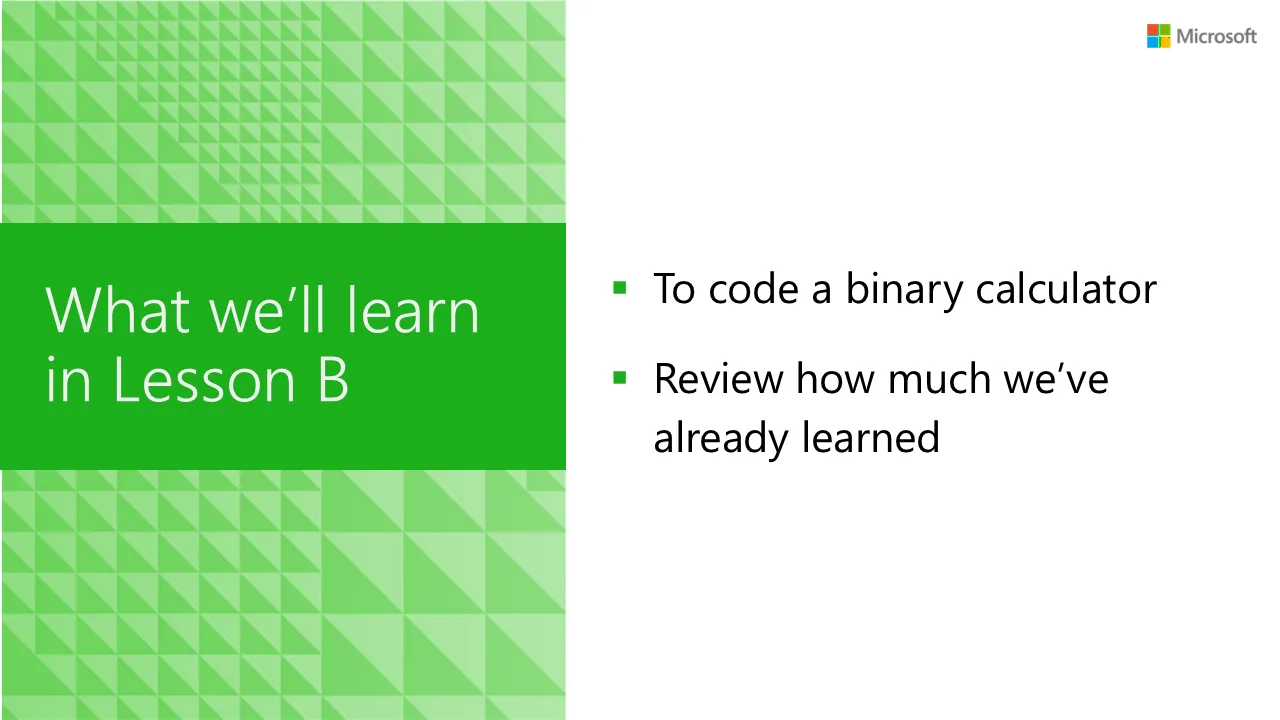 Microsoft
What we’ll learn
in Lesson B
To code a binary calculator
Review how much we’ve
already learned